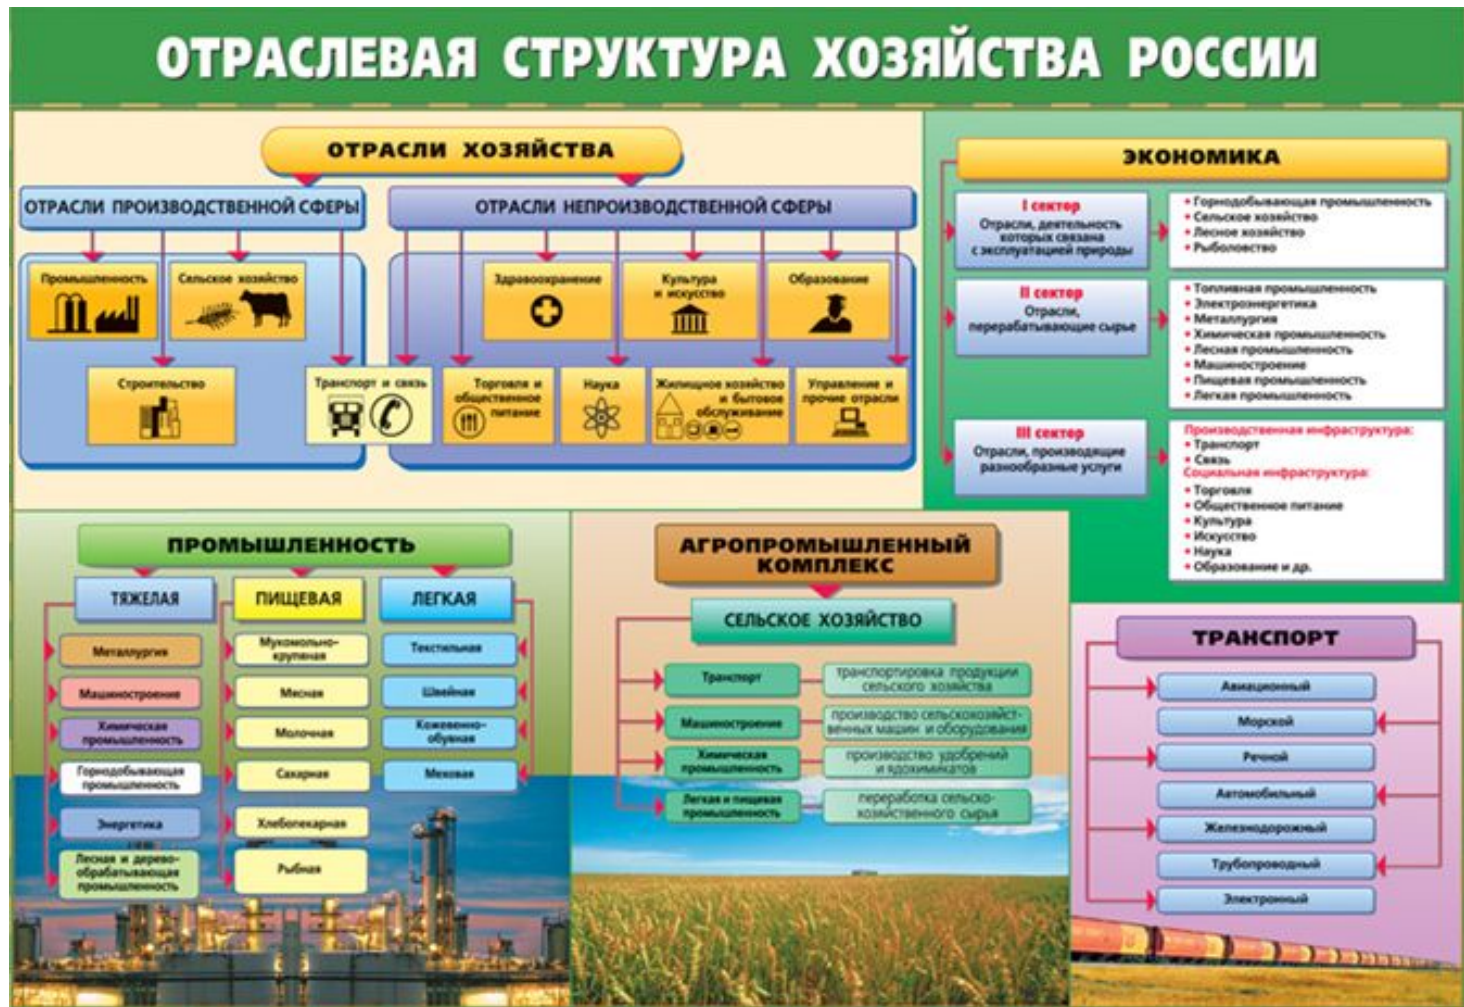 ОТРАСЛЕВАЯ СТРУКТУРА ХОЗЯЙСТВА РОССИИ
ОТРАСЛИ ХОЗЯЙСТВА
ОТРАСЛИ ПРОИЗВОДСТВЕННОЙ СФЕРЫ
ОТРАСЛИ НЕПРОИЗВОДСТВЕННОЙ СФЕРЫ
Промышленность
Сельское хозяйство
Здравоохранение
Культура
и искусство
Образование
Строительство
Транспорт и связь
Торговля и
общественное
питание
Наука
Жилищное хозяйство
и бытовое
обслуживание
Управление и
прочие отрасли
ЭКОНОМИКА
I сектор
Отрасли, деятельность
которых связана
с эксплуатацией природы
• Горнодобывающая промышленность
• Сельское хозяйство
• Лесное хозяйство
• Рыболовство
II сектор
Отрасли,
перерабатывающие сырье
• Топливная промышленность
• Электроэнергетика
• Металлургия
• Химическая промышленность
• Лесная промышленность
• Машиностроение
• Пищевая промышленность
• Легкая промышленность
III сектор
Отрасли, производящие
разнообразные услуги
Производственная инфраструктура:
• Транспорт
• Связь
Социальная инфраструктура:
• Торговля
• Общественное питание
• Культура
• Искусство
• Наука
• Образование и др.
ПРОМЫШЛЕННОСТЬ
ТЯЖЕЛАЯ
Металлургия
Машиностроение
Химическая
промышленность
Горнодобывающая
промышленность
Энергетика
Лесная и дерево-
обрабатывающая
промышленность
ПИЩЕВАЯ
Мукомольно-
крупяная
Мясная
Молочная
Сахарная
Хлебопекарная
Рыбная
ЛЕГКАЯ
Текстильная
Швейная
Кожевенно-
обувная
Меховая
АГРОПРОМЫШЛЕННЫЙ
КОМПЛЕКС
СЕЛЬСКОЕ ХОЗЯЙСТВО
Транспорт
транспортировка продукции
сельского хозяйства
Машиностроение
производство сельскохозяйст-
венных машин и оборудования
Химическая
промышленность
производство удобрений
и ядохимикатов
Легкая и пищевая
промышленность
переработка сельско-
хозяйственного сырья
ТРАНСПОРТ
Авиационный
Морской
Речной
Автомобильный
Железнодорожный
Трубопроводный
Электронный